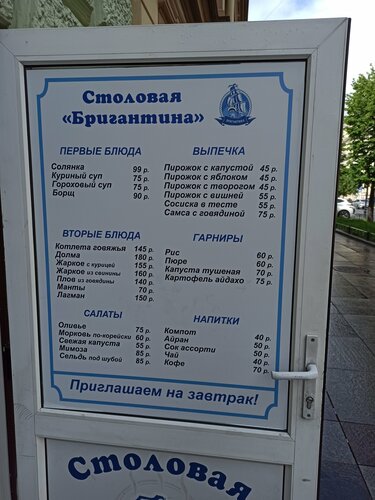 Столовая
«Бригантина»
БРИГАНТИНА
ПЕРВЫЕ БЛЮДА
Солянка 99 р.
Куриный суп 75 р.
Гороховый суп 75 р.
Борщ 90 р.
ВЫПЕЧКА
Пирожок с капустой 45 р.
Пирожок с яблоком 45 р.
Пирожок с творогом 45 р.
Пирожок с вишней 55 р.
Сосиска в тесте 55 р.
Самса с говядиной 75 р.
ВТОРЫЕ БЛЮДА
Котлета говяжья 145 р.
Долма 180 р.
Жаркое с курицей 155 р.
Жаркое из свинины 160 р.
Плов из говядины 140 р.
Манты 70 р.
Лагман 150 р.
ГАРНИРЫ
Рис 60 р.
Пюре 60 р.
Капуста тушеная 70 р.
Картофель айдахо 75 р.
САЛАТЫ
Оливье 75 р.
Морковь по-корейски 60 р.
Свежая капуста 55 р.
Мимоза 85 р.
Сельдь под шубой 85 р.
НАПИТКИ
Компот 40 р.
Айран 50 р.
Сок ассорти 50 р.
Чай 40 р.
Кофе 70 р.
Приглашаем на завтрак!
Столовая